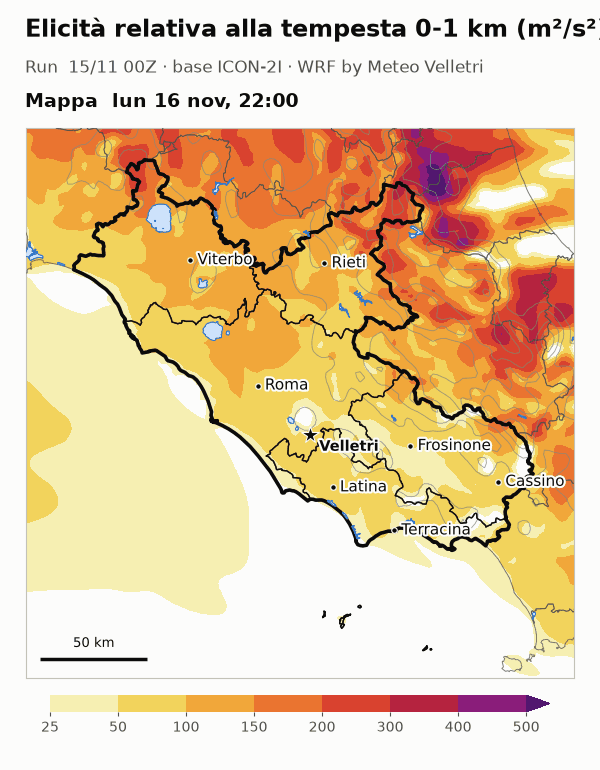 Elicità relativa alla tempesta 0-1 km (m²/s²)
Run 15/11 00Z · base ICON-2I · WRF by Meteo Velletri
Mappa lun 16 nov, 22:00
Viterbo
Rieti
Roma
Velletri
Frosinone
Cassino
Latina
Terracina
50 km
25 50 100 150 200 300 400 500